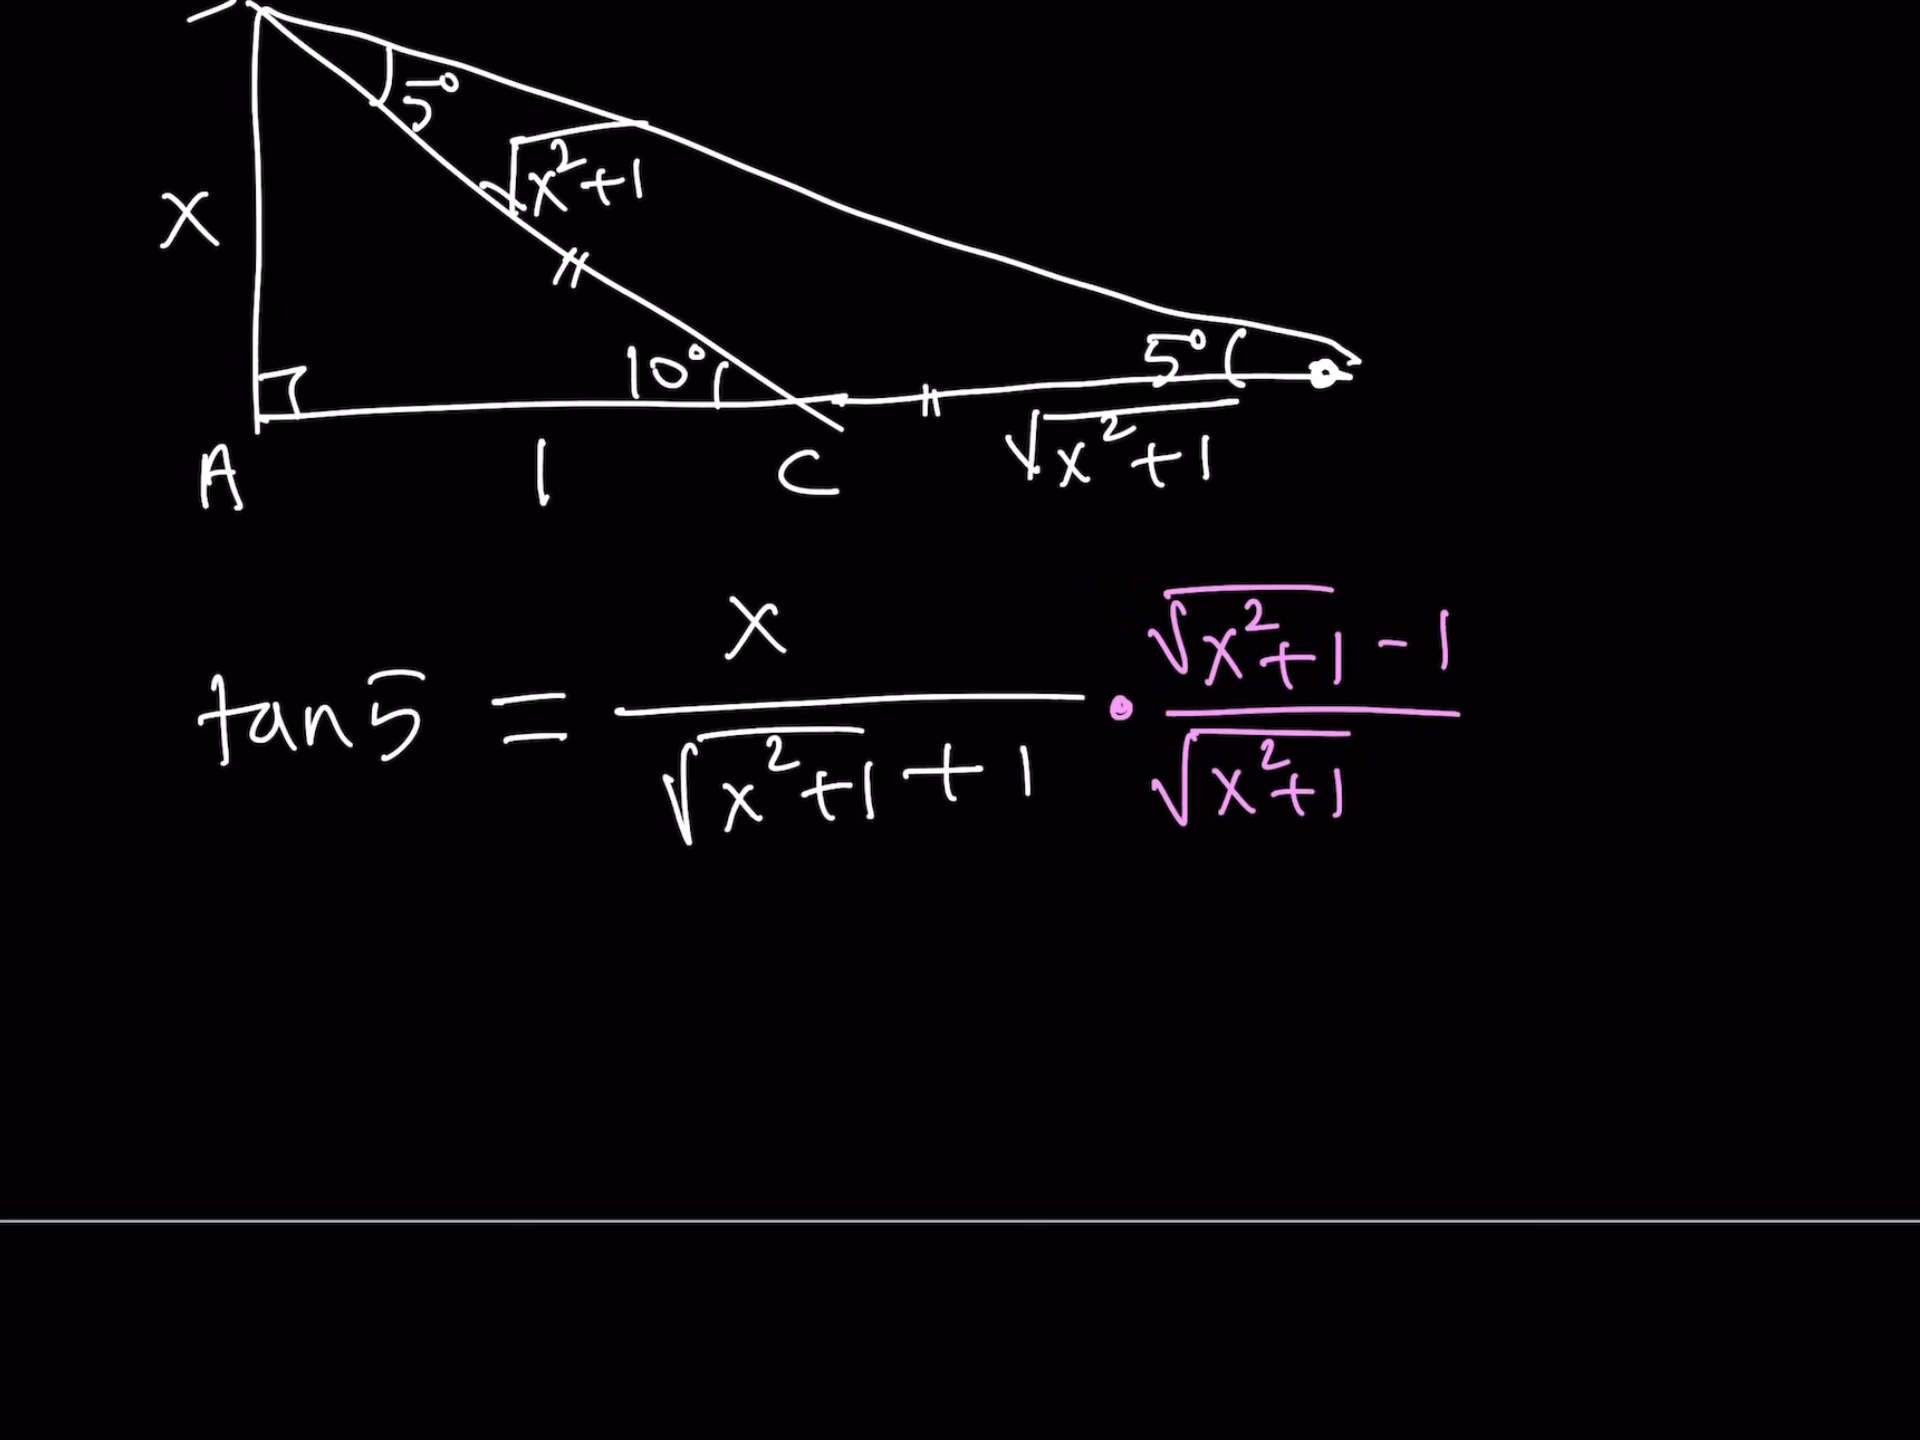 5°
√x²+1
x
10°
5°
A
1
C
√x²+1
tan5 = x / (√x²+1 + 1) · (√x²+1 - 1) / √x²+1